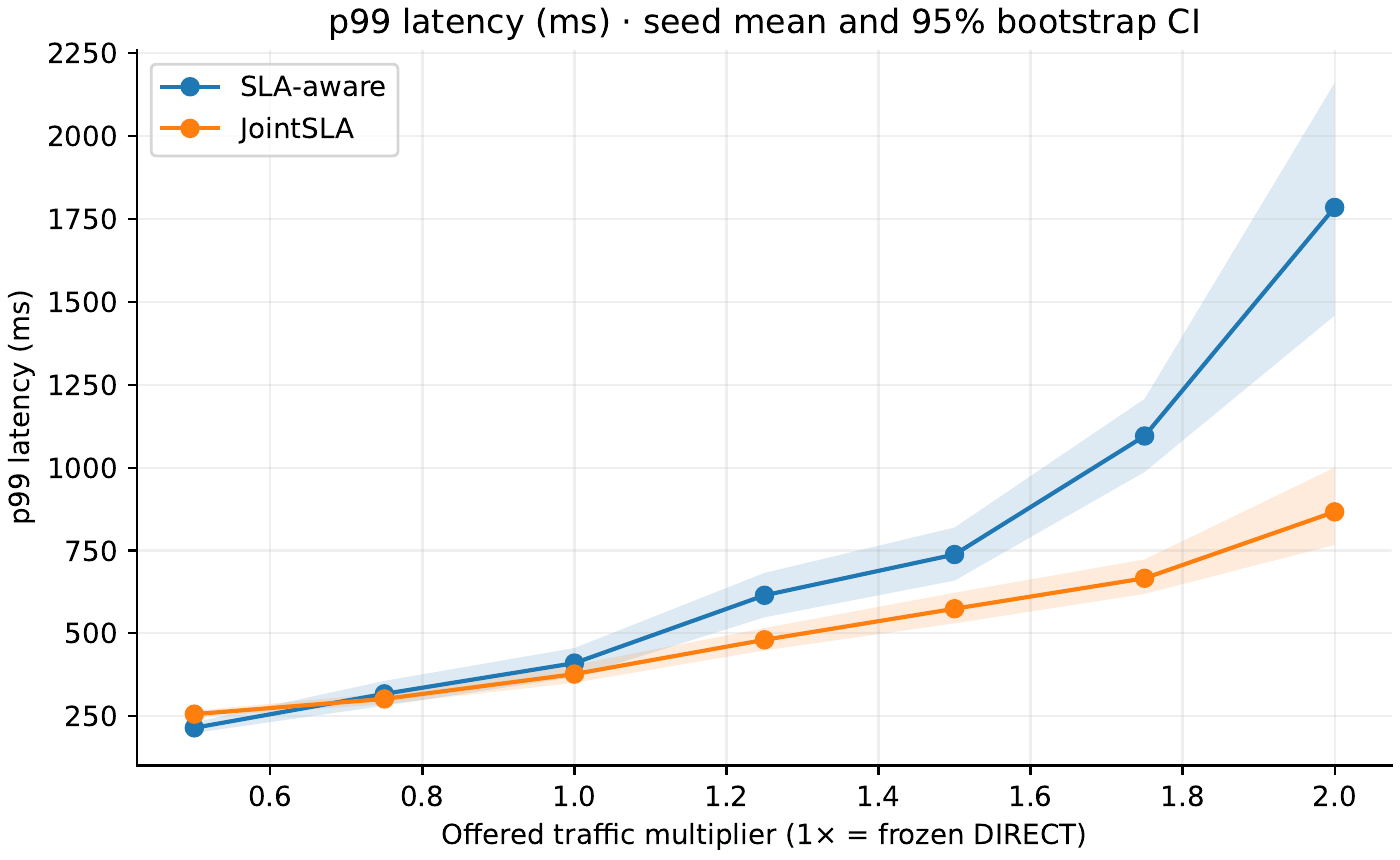 p99 latency (ms) · seed mean and 95% bootstrap CI
SLA-aware
JointSLA
p99 latency (ms)
2250
2000
1750
1500
1250
1000
750
500
250
0.6 0.8 1.0 1.2 1.4 1.6 1.8 2.0
Offered traffic multiplier (1× = frozen DIRECT)